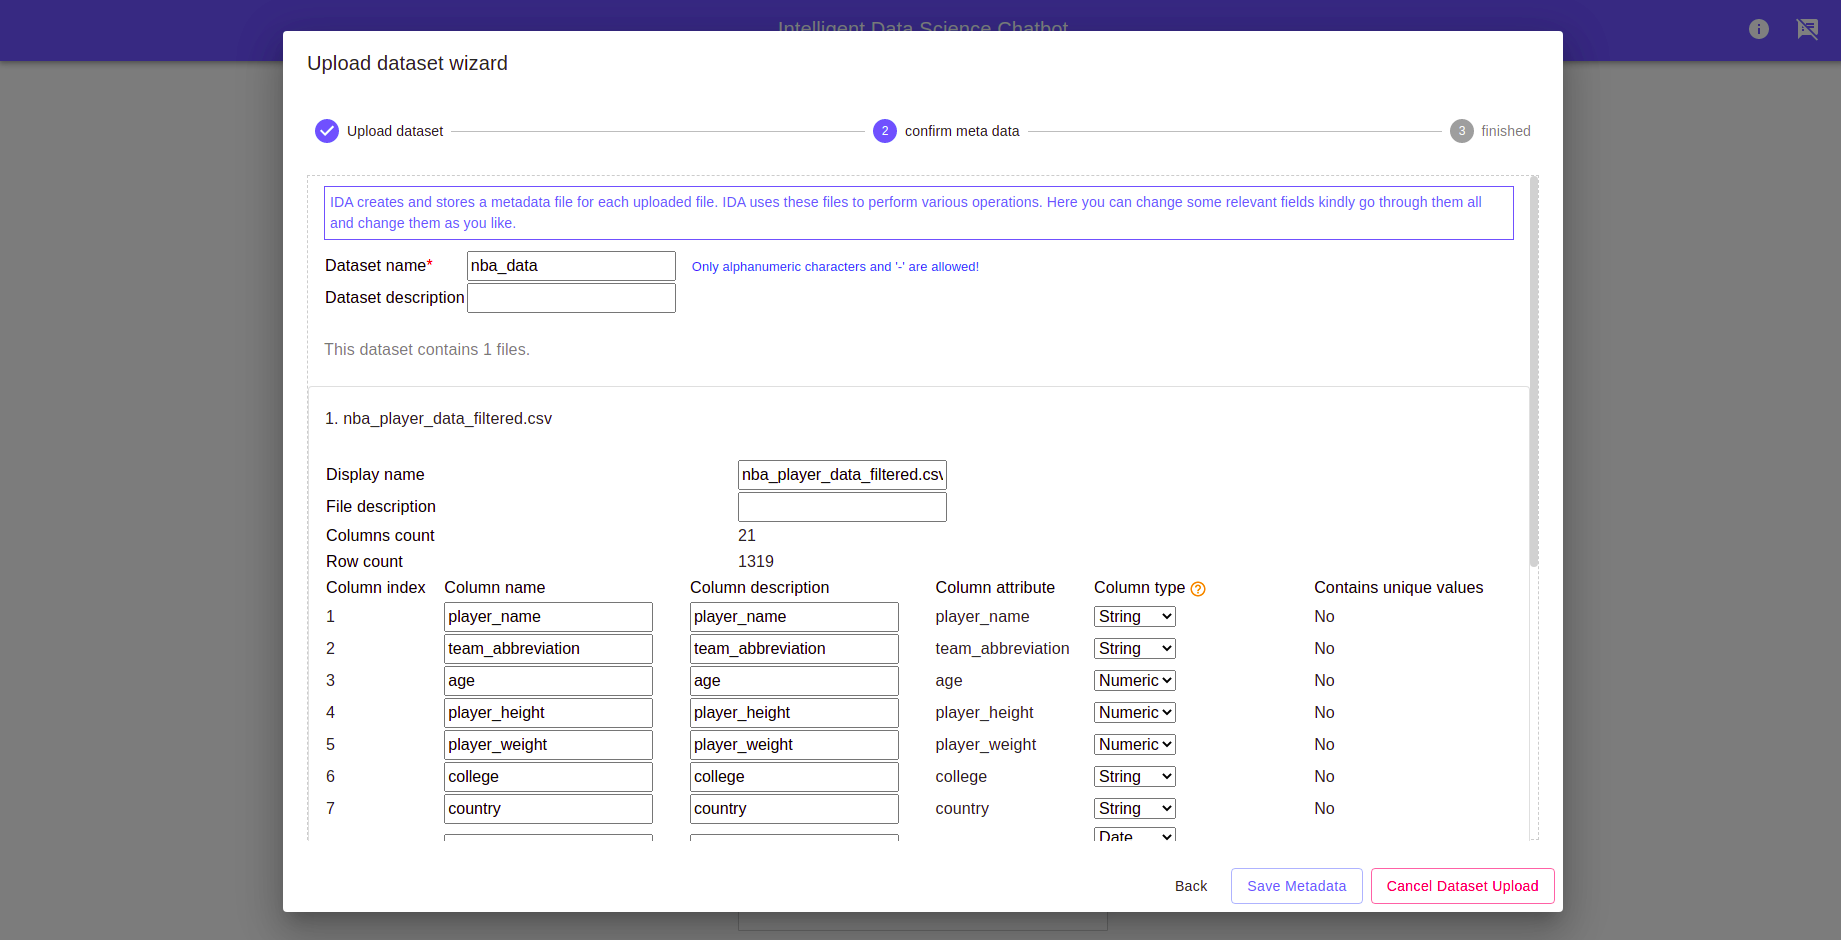 Intelligent Data Science Chatbot
Upload dataset wizard
Upload dataset
2 confirm meta data
3 finished
IDA creates and stores a metadata file for each uploaded file. IDA uses these files to perform various operations. Here you can change some relevant fields kindly go through them all
and change them as you like.
Dataset name* nba_data Only alphanumeric characters and '-' are allowed!
Dataset description
This dataset contains 1 files.
1. nba_player_data_filtered.csv
Display name nba_player_data_filtered.csv
File description
Columns count 21
Row count 1319
Column index Column name Column description Column attribute Column type ? Contains unique values
1 player_name player_name player_name String No
2 team_abbreviation team_abbreviation team_abbreviation String No
3 age age age Numeric No
4 player_height player_height player_height Numeric No
5 player_weight player_weight player_weight Numeric No
6 college college college String No
7 country country country String No
Date
Back Save Metadata Cancel Dataset Upload